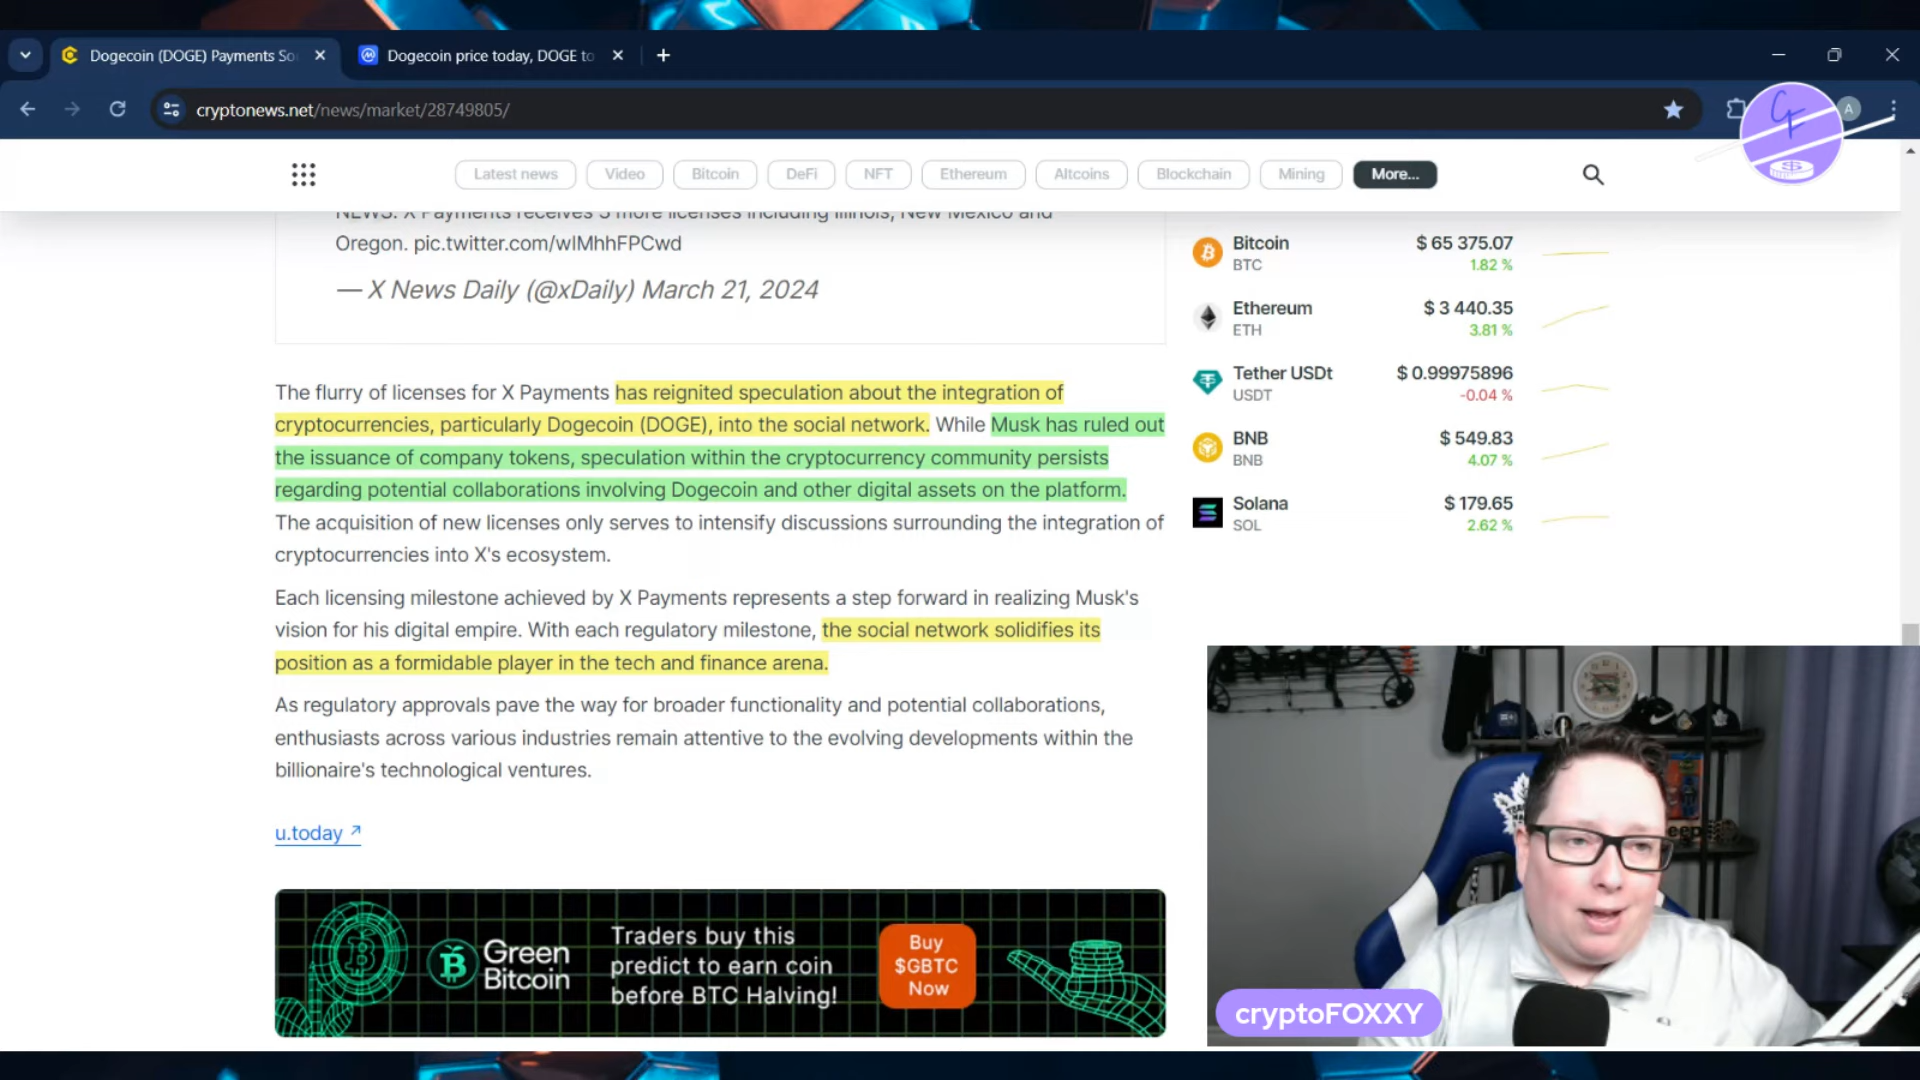 Dogecoin (DOGE) Payments So
Dogecoin price today, DOGE to
cryptonews.net/news/market/28749805/
A
Latest news
Video
Bitcoin
DeFi
NFT
Ethereum
Altcoins
Blockchain
Mining
More...
NEWS: X Payments receives 3 more licenses including Illinois, New Mexico and
Oregon. pic.twitter.com/wIMhhFPCwd
— X News Daily (@xDaily) March 21, 2024
The flurry of licenses for X Payments has reignited speculation about the integration of
cryptocurrencies, particularly Dogecoin (DOGE), into the social network. While Musk has ruled out
the issuance of company tokens, speculation within the cryptocurrency community persists
regarding potential collaborations involving Dogecoin and other digital assets on the platform.
The acquisition of new licenses only serves to intensify discussions surrounding the integration of
cryptocurrencies into X's ecosystem.
Each licensing milestone achieved by X Payments represents a step forward in realizing Musk's
vision for his digital empire. With each regulatory milestone, the social network solidifies its
position as a formidable player in the tech and finance arena.
As regulatory approvals pave the way for broader functionality and potential collaborations,
enthusiasts across various industries remain attentive to the evolving developments within the
billionaire's technological ventures.
u.today
Green
Bitcoin
Traders buy this
predict to earn coin
before BTC Halving!
Buy
$GBTC
Now
Bitcoin $ 65 375.07
BTC 1.82 %
Ethereum $ 3 440.35
ETH 3.81 %
Tether USDt $ 0.99975896
USDT -0.04 %
BNB $ 549.83
BNB 4.07 %
Solana $ 179.65
SOL 2.62 %
cryptoFOXXY